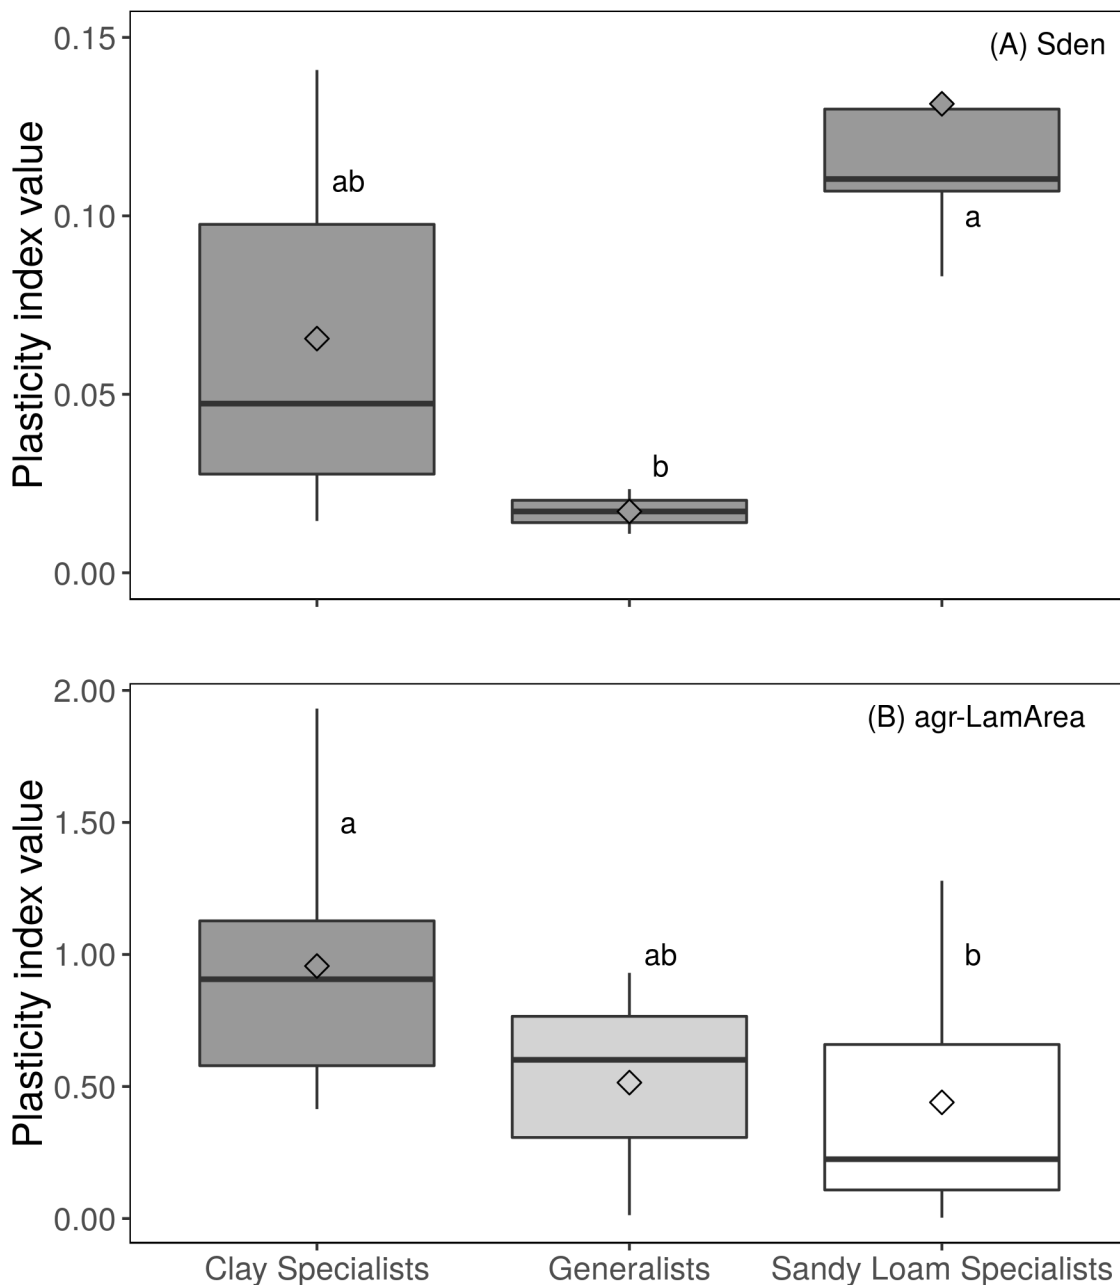 (A) Sden
Plasticity index value
0.15
0.10
0.05
0.00
ab
b
a
(B) agr-LamArea
Plasticity index value
2.00
1.50
1.00
0.50
0.00
a
ab
b
Clay Specialists
Generalists
Sandy Loam Specialists